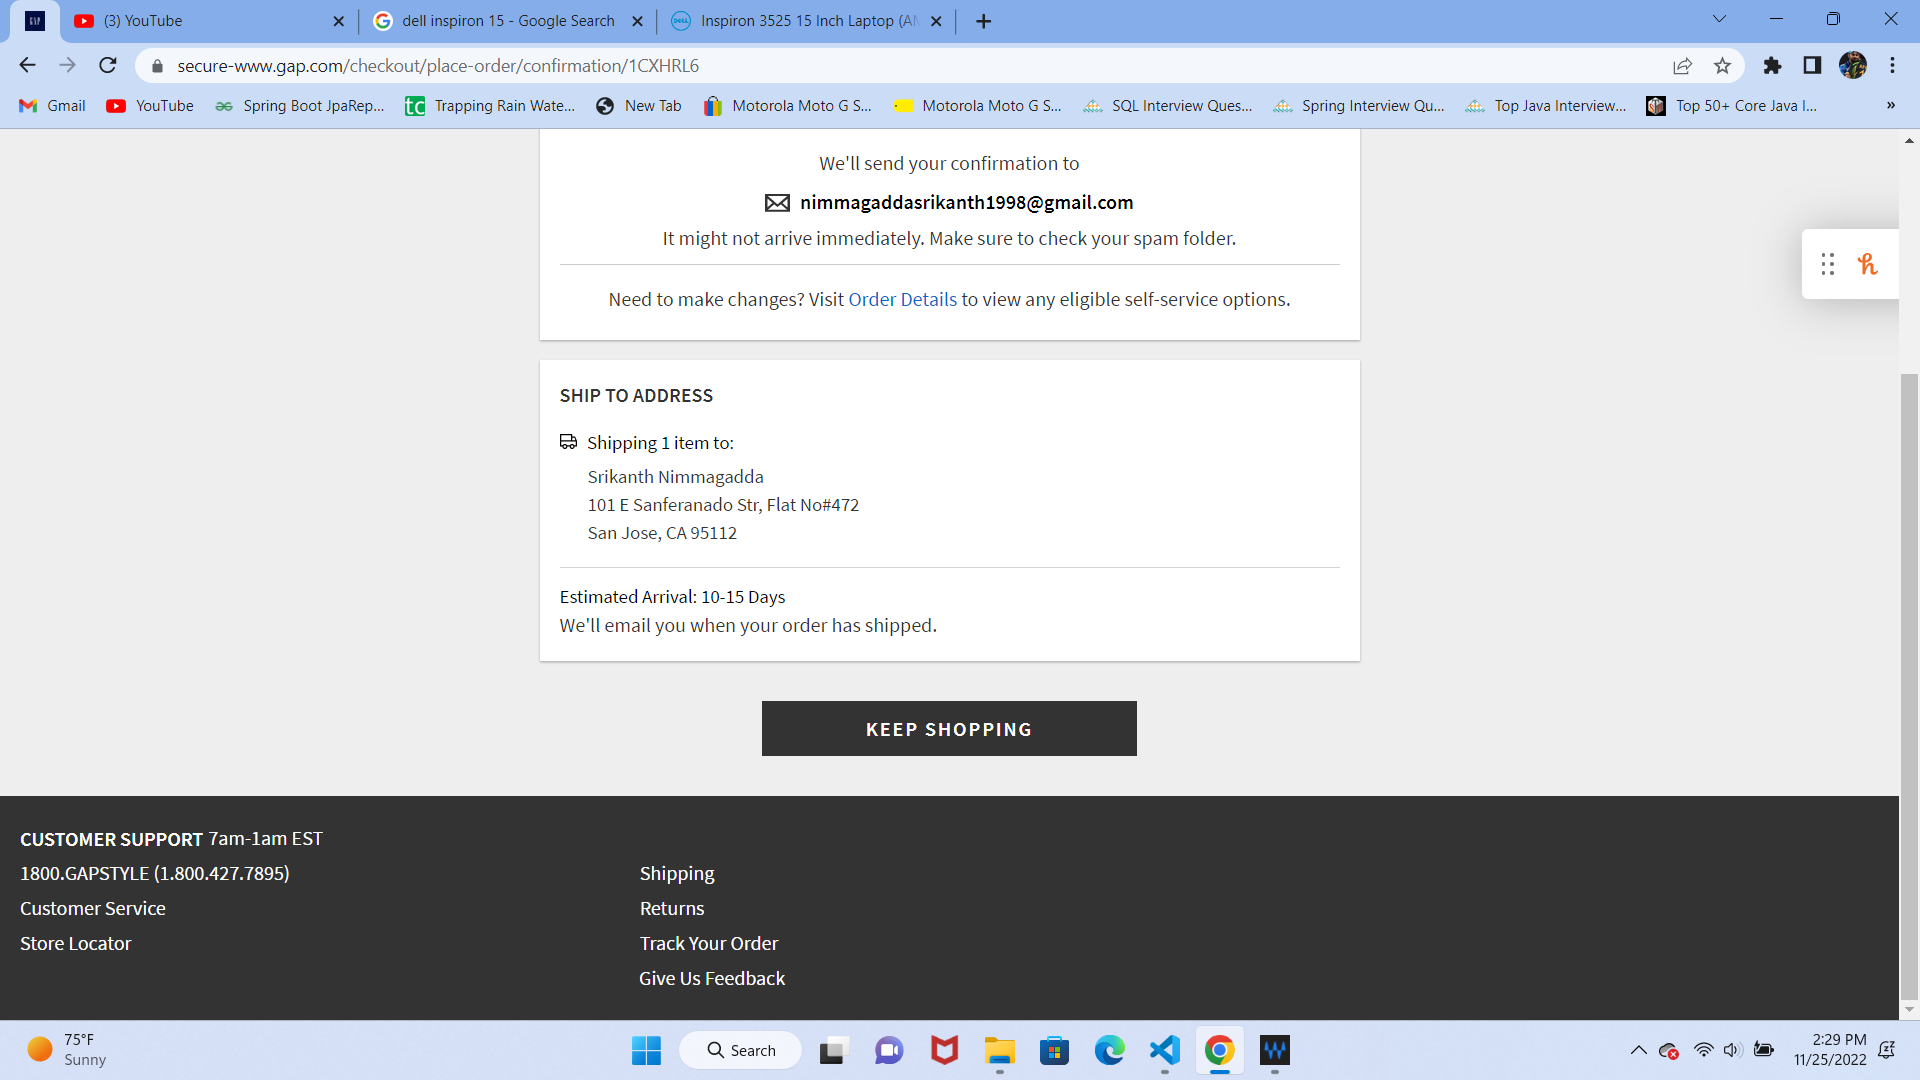 (3) YouTube
dell inspiron 15 - Google Search
Inspiron 3525 15 Inch Laptop (AM
secure-www.gap.com/checkout/place-order/confirmation/1CXHRL6
Gmail
YouTube
Spring Boot JpaRep...
Trapping Rain Wate...
New Tab
Motorola Moto G S...
Motorola Moto G S...
SQL Interview Ques...
Spring Interview Qu...
Top Java Interview...
Top 50+ Core Java I...
»
We'll send your confirmation to
nimmagaddasrikanth1998@gmail.com
It might not arrive immediately. Make sure to check your spam folder.
Need to make changes? Visit Order Details to view any eligible self-service options.
SHIP TO ADDRESS
Shipping 1 item to:
Srikanth Nimmagadda
101 E Sanferanado Str, Flat No#472
San Jose, CA 95112
Estimated Arrival: 10-15 Days
We'll email you when your order has shipped.
KEEP SHOPPING
CUSTOMER SUPPORT 7am-1am EST
1800.GAPSTYLE (1.800.427.7895)
Customer Service
Store Locator
Shipping
Returns
Track Your Order
Give Us Feedback
75°F
Sunny
Search
2:29 PM
11/25/2022